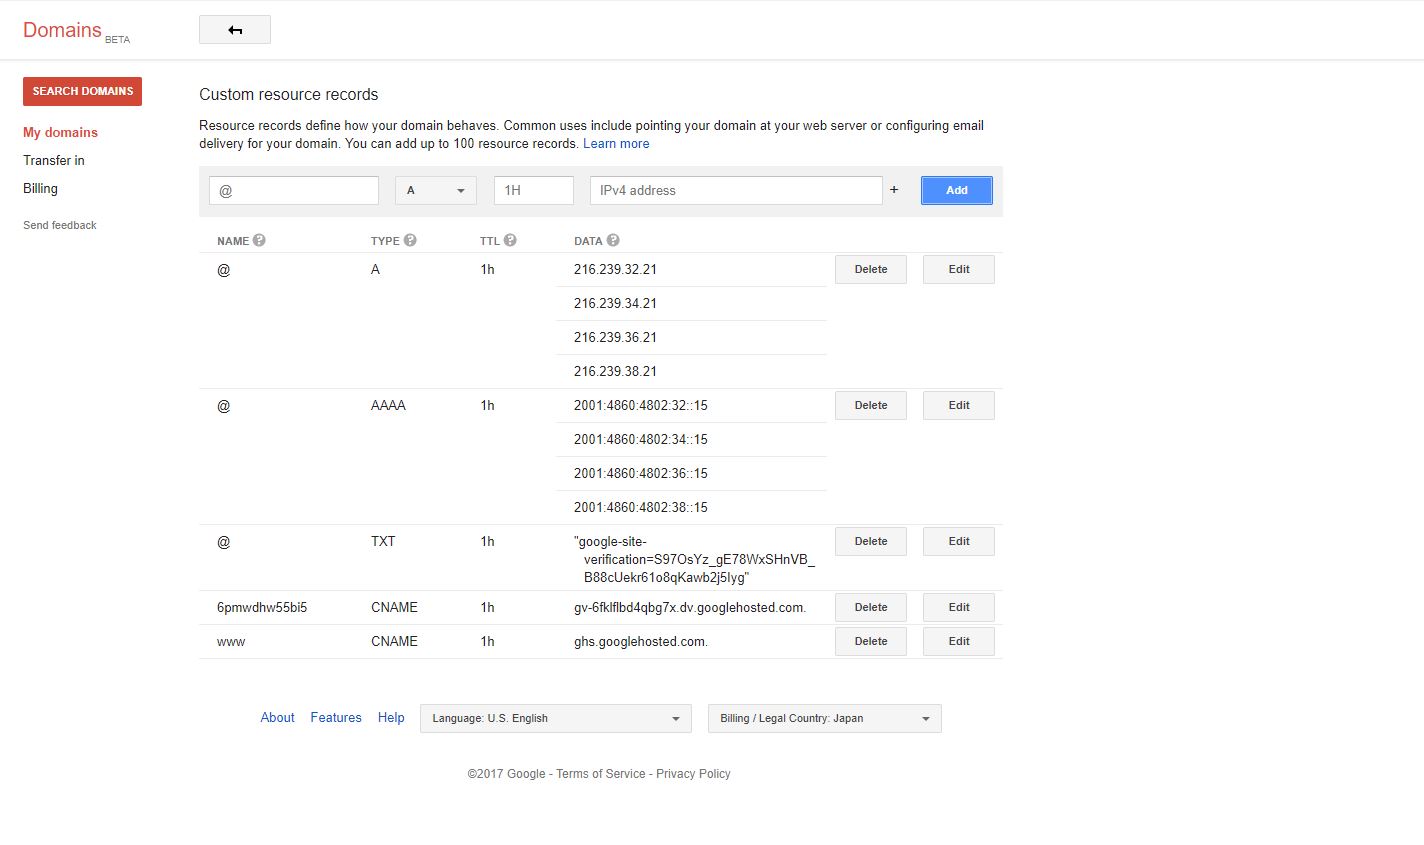 Domains BETA
SEARCH DOMAINS
My domains
Transfer in
Billing
Send feedback
Custom resource records
Resource records define how your domain behaves. Common uses include pointing your domain at your web server or configuring email
delivery for your domain. You can add up to 100 resource records. Learn more
@ A 1H IPv4 address + Add
NAME ? TYPE ? TTL ? DATA ?
@ A 1h 216.239.32.21 Delete Edit
216.239.34.21
216.239.36.21
216.239.38.21
@ AAAA 1h 2001:4860:4802:32::15 Delete Edit
2001:4860:4802:34::15
2001:4860:4802:36::15
2001:4860:4802:38::15
@ TXT 1h "google-site- Delete Edit
verification=S97OsYz_gE78WxSHnVB_
B88cUekr61o8qKawb2j5Iyg"
6pmwdhw55bi5 CNAME 1h gv-6fklflbd4qbg7x.dv.googlehosted.com. Delete Edit
www CNAME 1h ghs.googlehosted.com. Delete Edit
About Features Help Language: U.S. English Billing / Legal Country: Japan
©2017 Google - Terms of Service - Privacy Policy